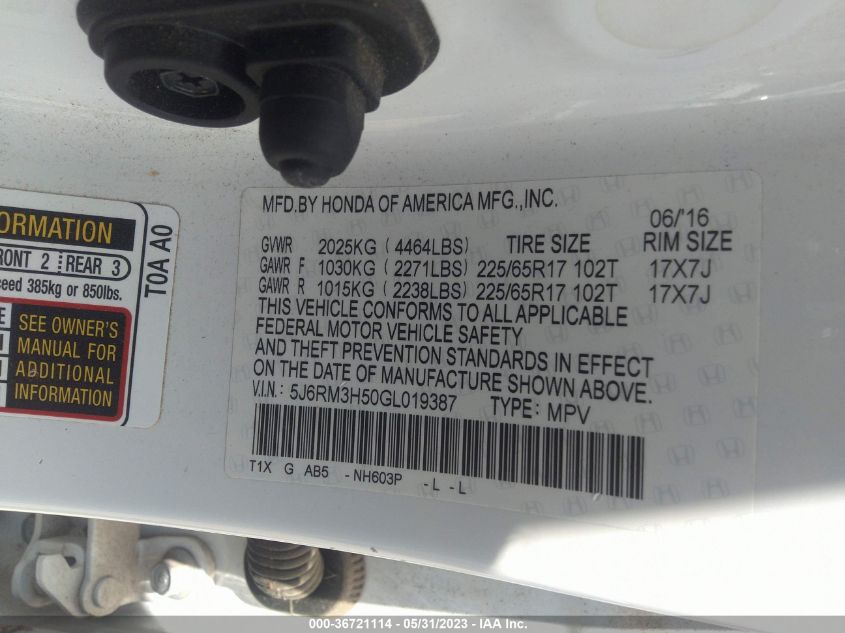 ORMATION
RONT 2 REAR 3
ceed 385kg or 850lbs.
SEE OWNER'S
MANUAL FOR
ADDITIONAL
INFORMATION
T0A A0
MFD.BY HONDA OF AMERICA MFG.,INC.
06/'16
GVWR 2025KG ( 4464LBS) TIRE SIZE RIM SIZE
GAWR F 1030KG ( 2271LBS) 225/65R17 102T 17X7J
GAWR R 1015KG ( 2238LBS) 225/65R17 102T 17X7J
THIS VEHICLE CONFORMS TO ALL APPLICABLE
FEDERAL MOTOR VEHICLE SAFETY
AND THEFT PREVENTION STANDARDS IN EFFECT
ON THE DATE OF MANUFACTURE SHOWN ABOVE.
V.I.N.: 5J6RM3H50GL019387 TYPE: MPV
T1X G AB5 -NH603P -L -L
000-36721114 - 05/31/2023 - IAA Inc.